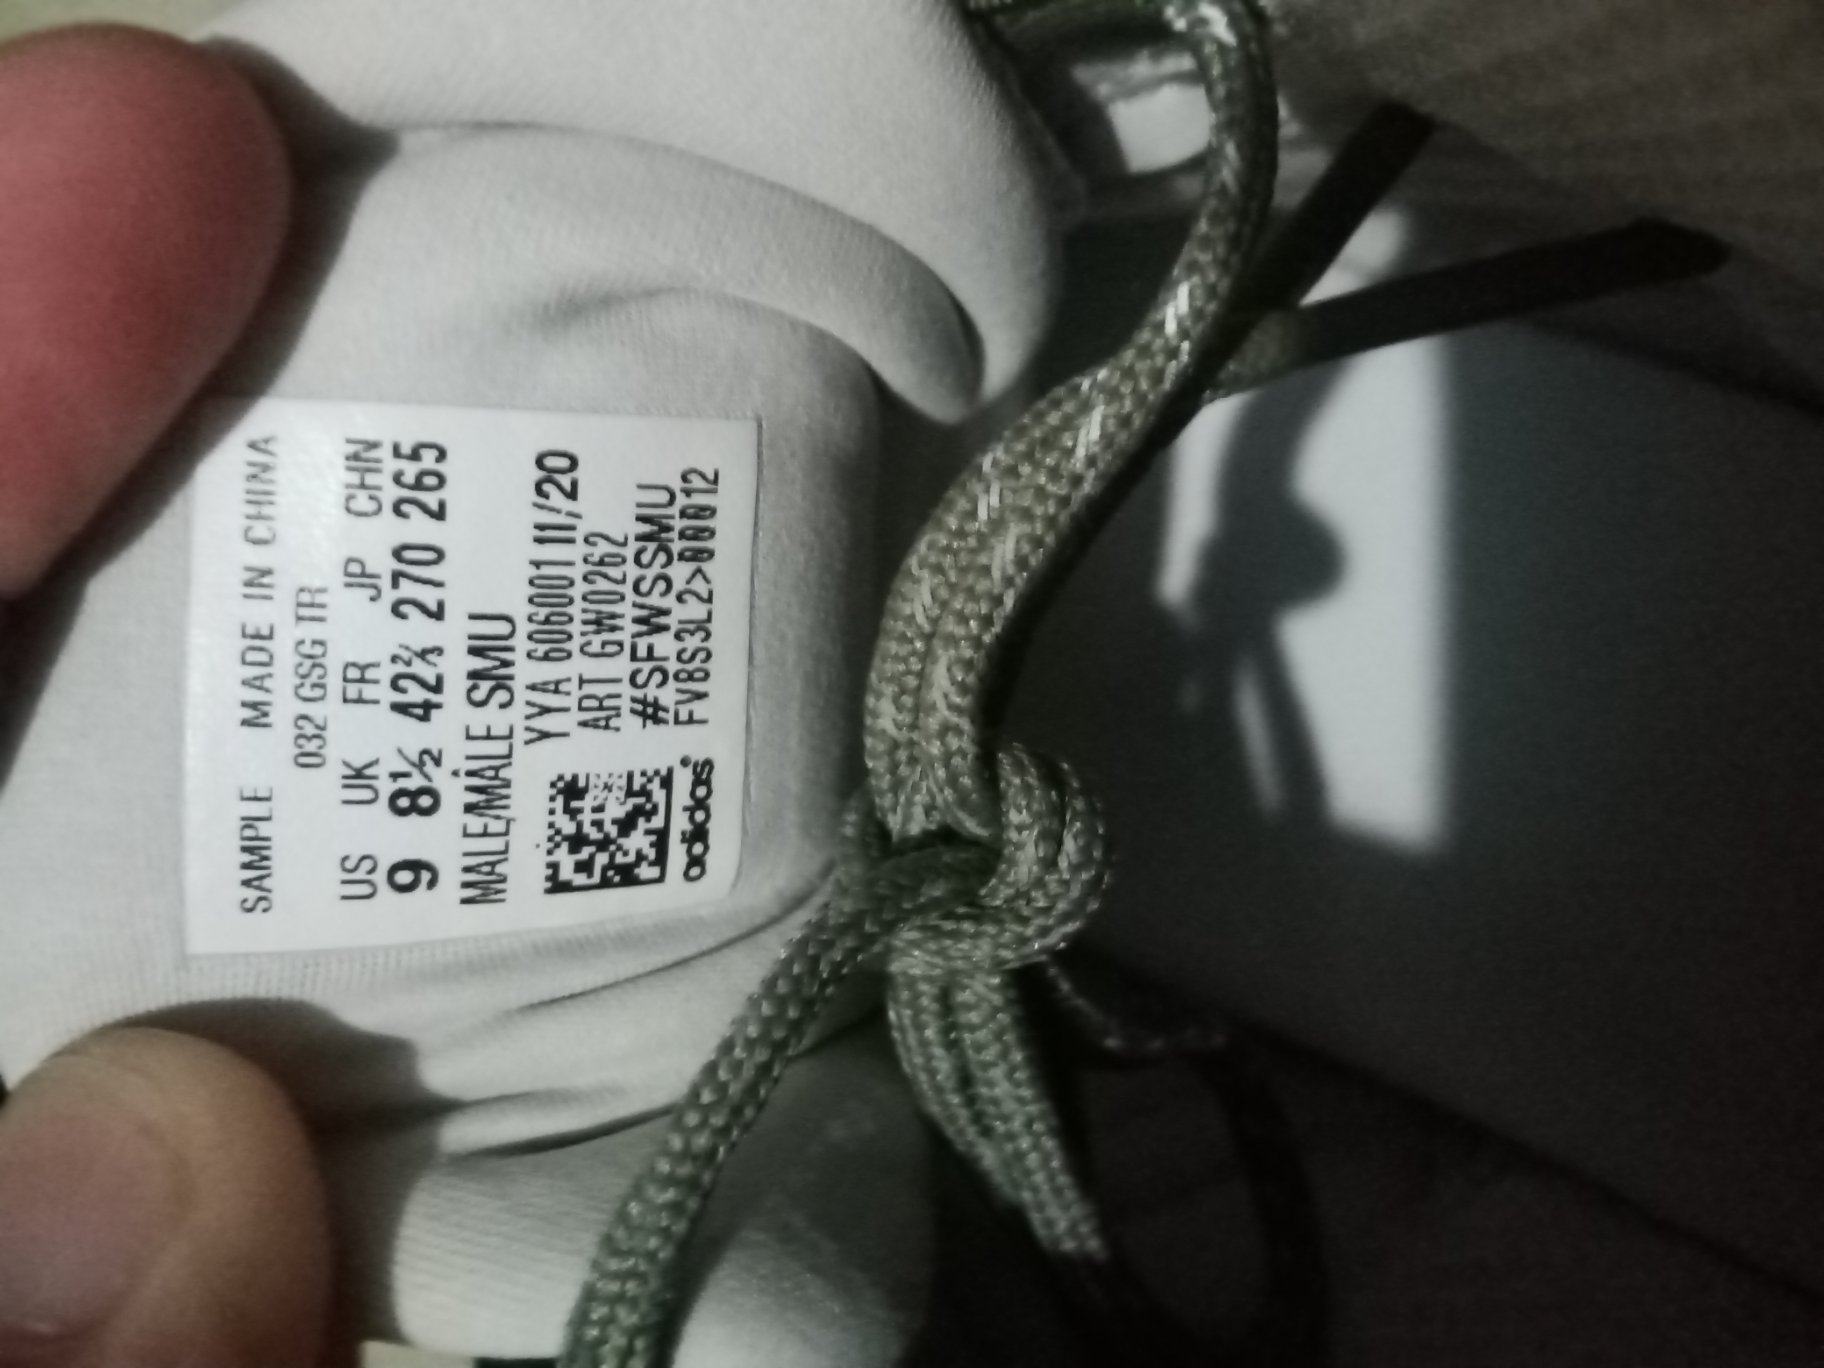 SAMPLE MADE IN CHINA
032 GSG TR
US UK FR JP CHN
9 8½ 42⅔ 270 265
MALE/MÂLE SMU
YYA 606001 11/20
ART GW0262
#SFWSSMU
FV8S3L2>00012
adidas®